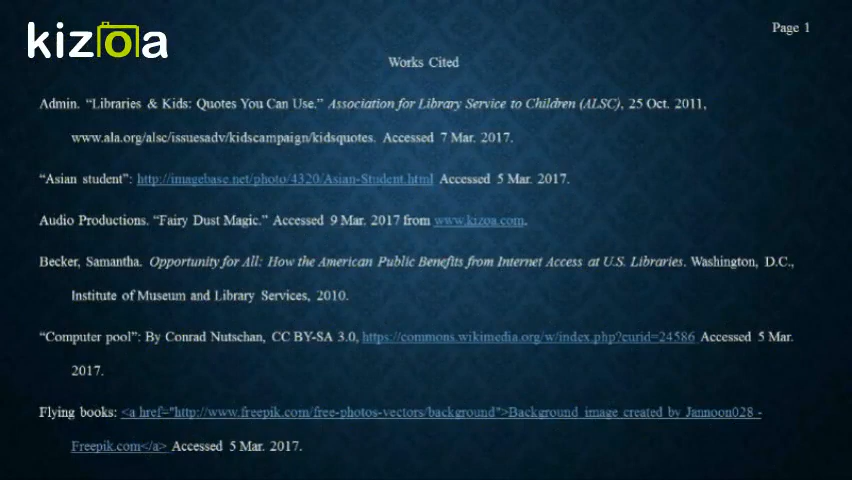 kizoa
Page 1
Works Cited
Admin. “Libraries & Kids: Quotes You Can Use.” Association for Library Service to Children (ALSC), 25 Oct. 2011,
www.ala.org/alsc/issuesadv/kidscampaign/kidsquotes. Accessed 7 Mar. 2017.
“Asian student”: http://imagebase.net/photo/4320/Asian-Student.html Accessed 5 Mar. 2017.
Audio Productions. “Fairy Dust Magic.” Accessed 9 Mar. 2017 from www.kizoa.com.
Becker, Samantha. Opportunity for All: How the American Public Benefits from Internet Access at U.S. Libraries. Washington, D.C.,
Institute of Museum and Library Services, 2010.
“Computer pool”: By Conrad Nutschan, CC BY-SA 3.0, https://commons.wikimedia.org/w/index.php?curid=24586 Accessed 5 Mar.
2017.
Flying books: <a href="http://www.freepik.com/free-photos-vectors/background">Background image created by Jannoon028 -
Freepik.com</a> Accessed 5 Mar. 2017.